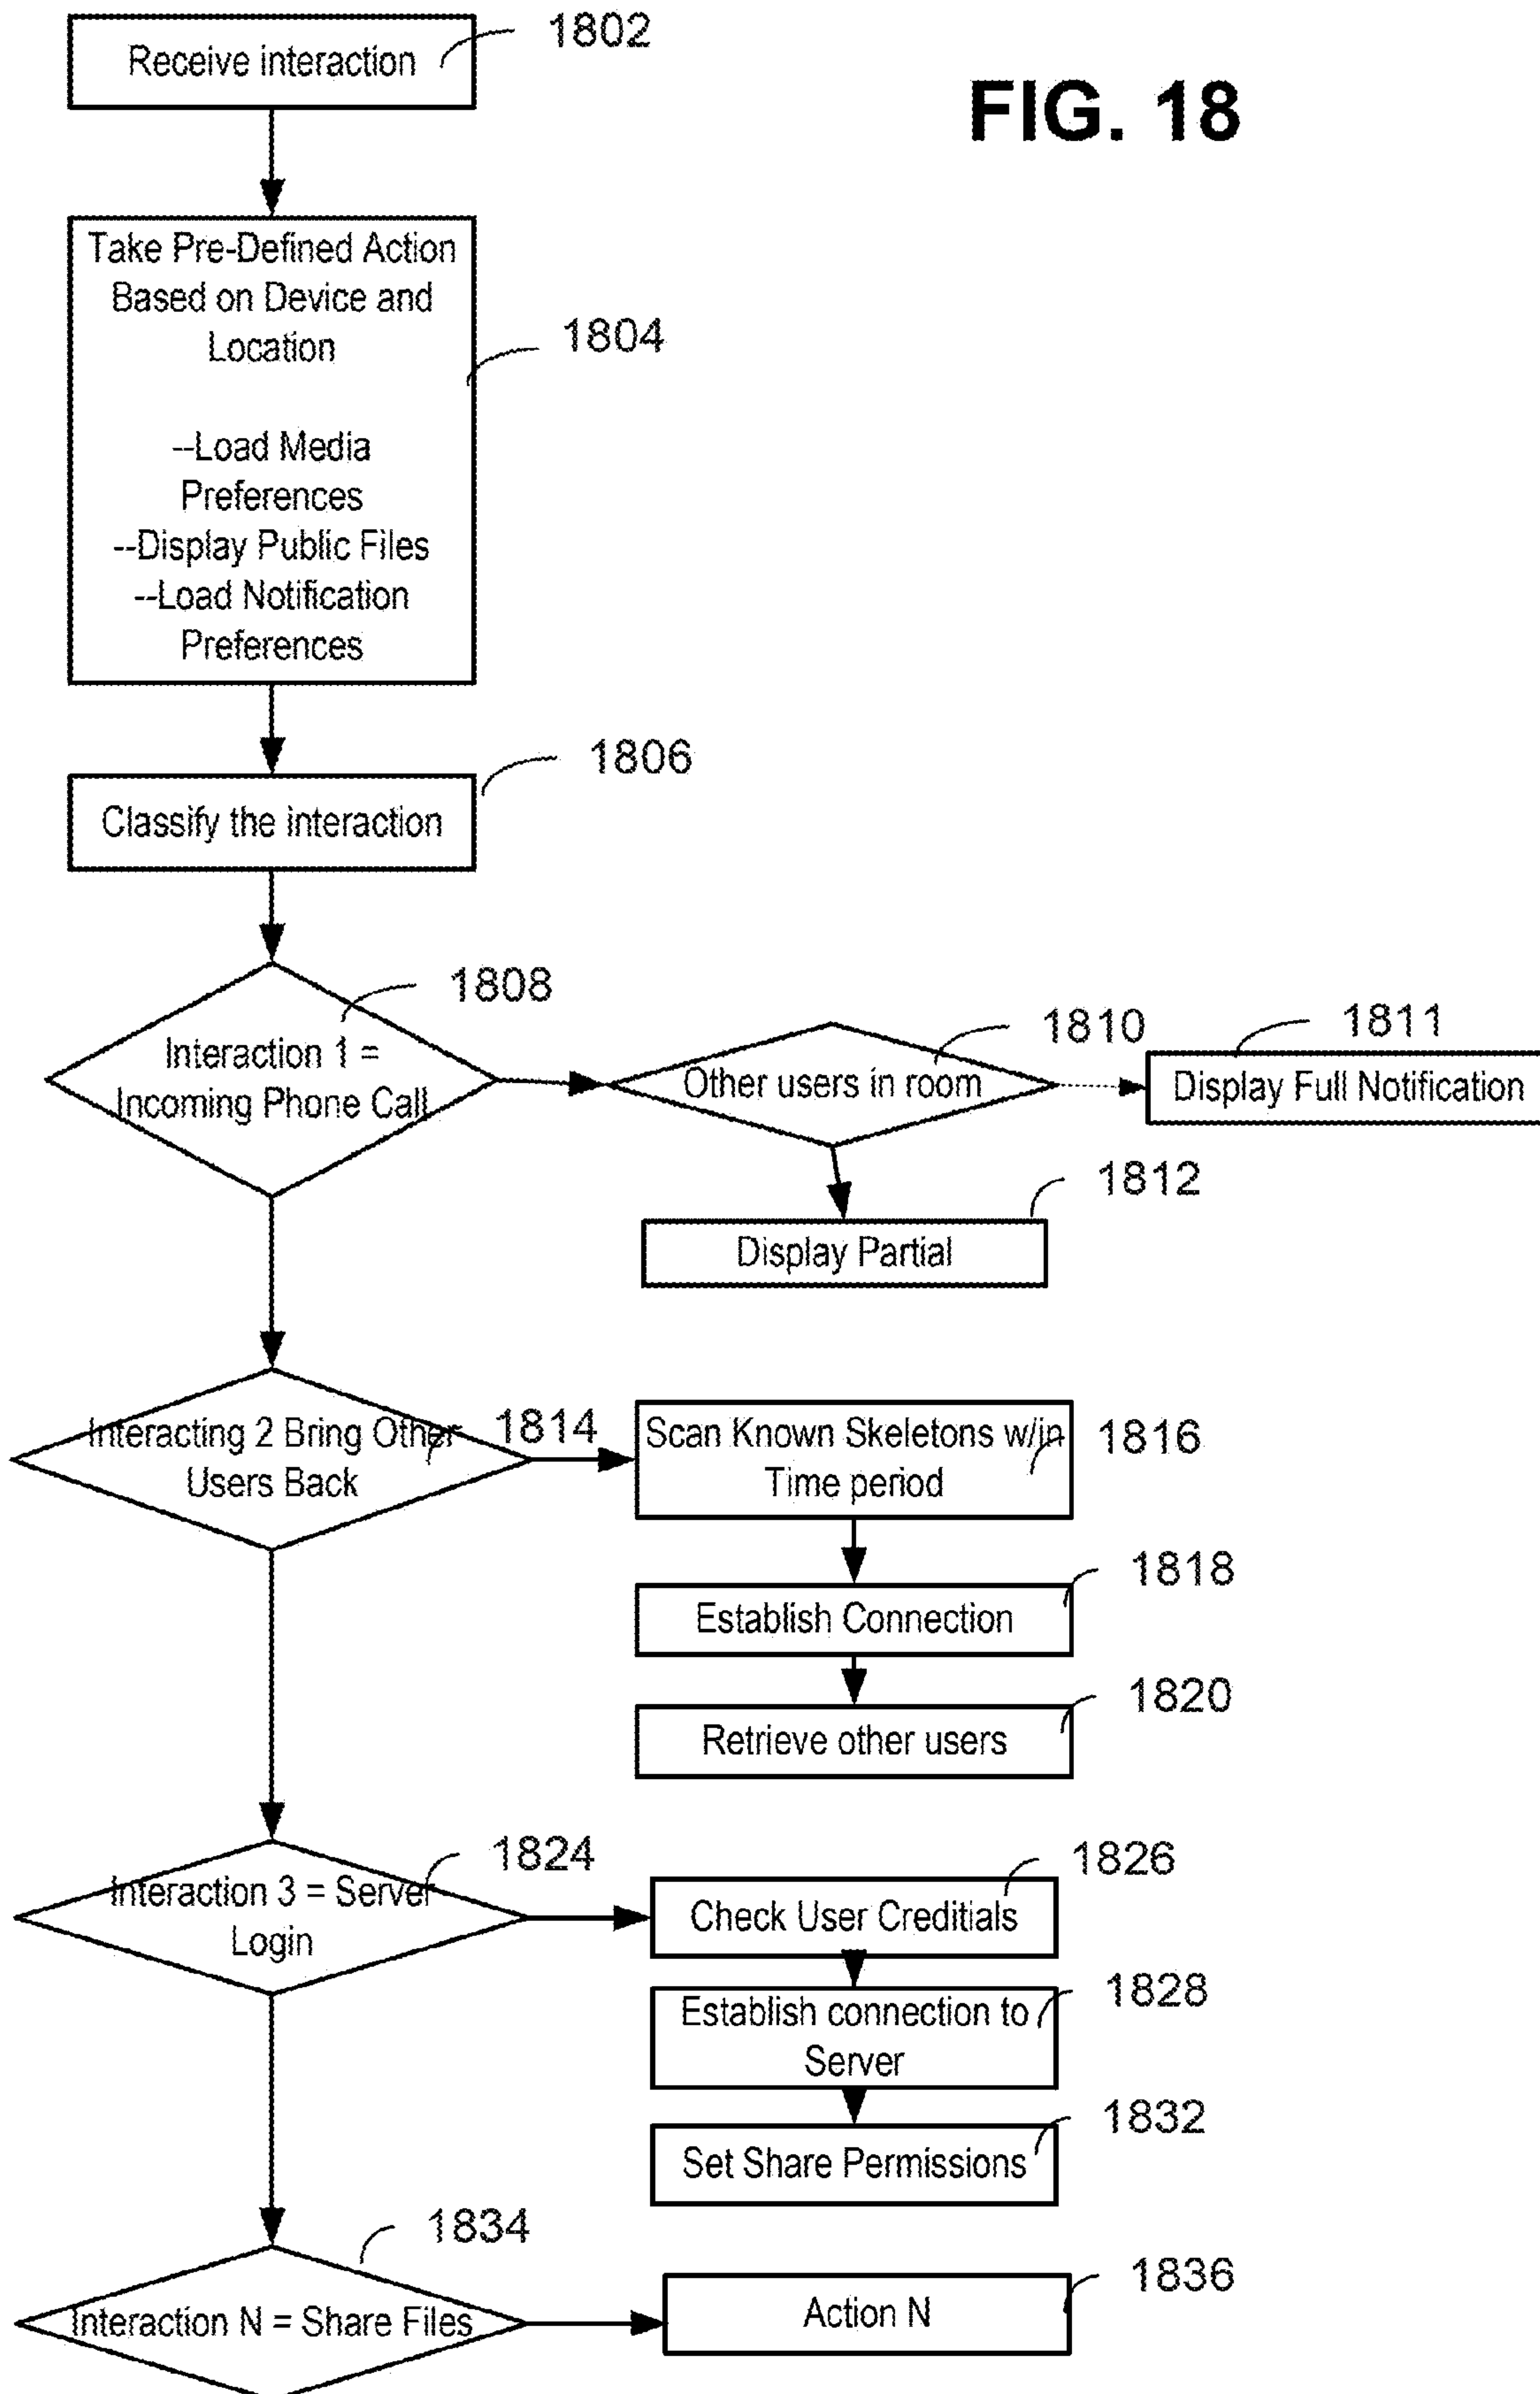 FIG. 18
Receive interaction
1802
Take Pre-Defined Action
Based on Device and
Location
--Load Media
Preferences
--Display Public Files
--Load Notification
Preferences
1804
Classify the interaction
1806
Interaction 1 =
Incoming Phone Call
1808
Other users in room
1810
Display Full Notification
1811
Display Partial
1812
Interacting 2 Bring Other
Users Back
1814
Scan Known Skeletons w/in
Time period
1816
Establish Connection
1818
Retrieve other users
1820
Interaction 3 = Server
Login
1824
Check User Creditials
1826
Establish connection to
Server
1828
Set Share Permissions
1832
Interaction N = Share Files
1834
Action N
1836